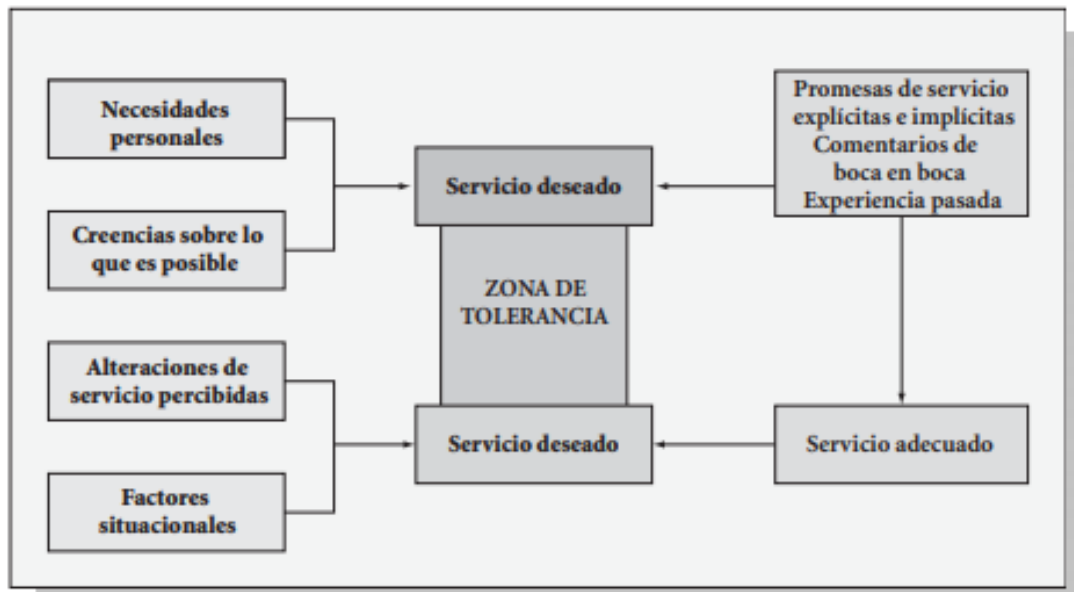 Necesidades
personales
Creencias sobre lo
que es posible
Alteraciones de
servicio percibidas
Factores
situacionales
Servicio deseado
ZONA DE
TOLERANCIA
Servicio deseado
Promesas de servicio
explícitas e implícitas
Comentarios de
boca en boca
Experiencia pasada
Servicio adecuado